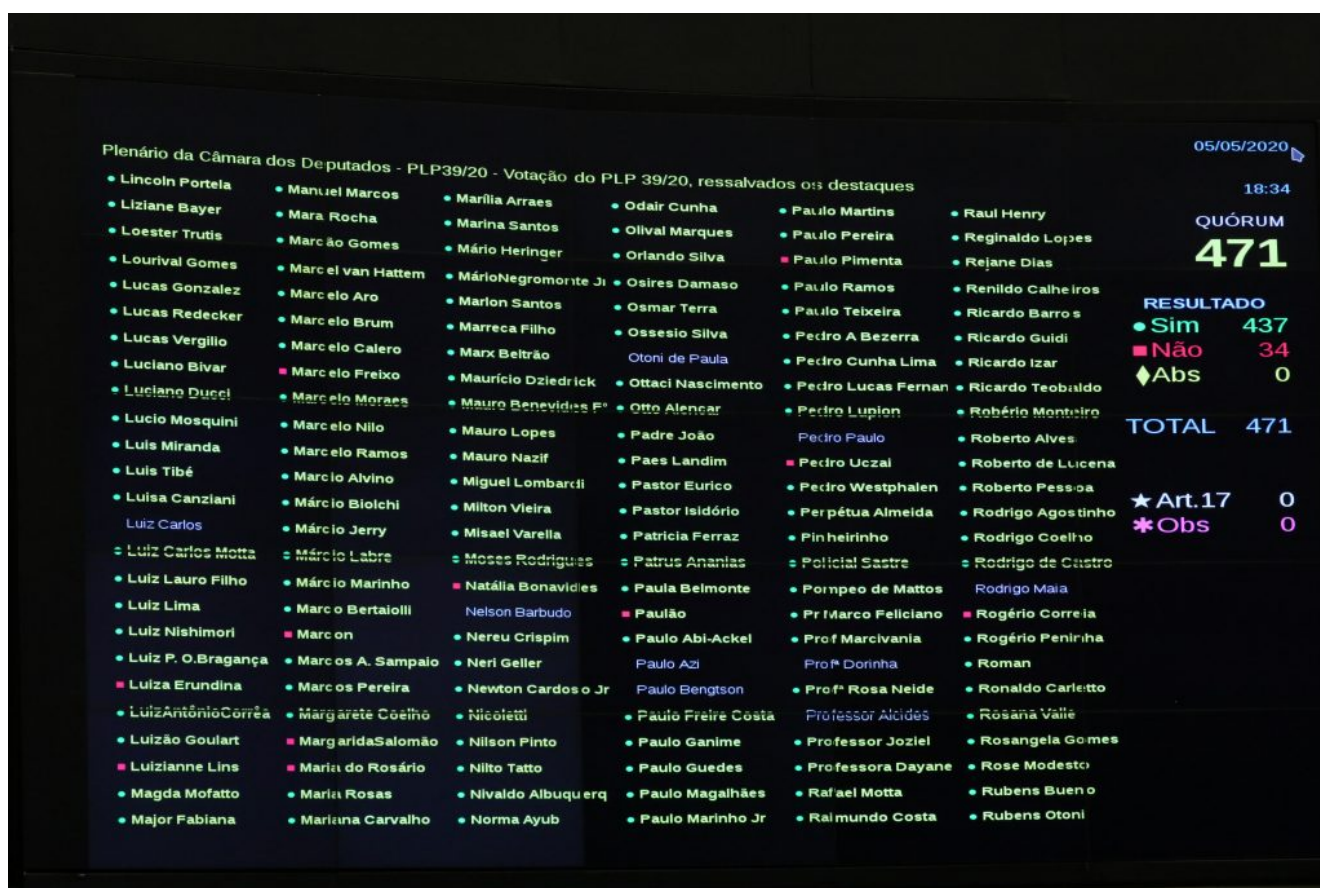 Plenário da Câmara dos Deputados - PLP39/20 - Votação do PLP 39/20, ressalvados os destaques
Lincoln Portela
Liziane Bayer
Loester Trutis
Lourival Gomes
Lucas Gonzalez
Lucas Redecker
Lucas Vergilio
Luciano Bivar
Luciano Ducci
Lucio Mosquini
Luis Miranda
Luis Tibé
Luisa Canziani
Luiz Carlos
Luiz Carlos Motta
Luiz Lauro Filho
Luiz Lima
Luiz Nishimori
Luiz P. O.Bragança
Luiza Erundina
LuizAntônioCorrêa
Luizão Goulart
Luizianne Lins
Magda Mofatto
Major Fabiana
Manuel Marcos
Mara Rocha
Marcão Gomes
Marcel van Hattem
Marcelo Aro
Marcelo Brum
Marcelo Calero
Marcelo Freixo
Marcelo Moraes
Marcelo Nilo
Marcelo Ramos
Marcio Alvino
Márcio Biolchi
Márcio Jerry
Márcio Labre
Márcio Marinho
Marco Bertaiolli
Marcon
Marcos A. Sampaio
Marcos Pereira
Margarete Coelho
MargaridaSalomão
Maria do Rosário
Maria Rosas
Mariana Carvalho
Marília Arraes
Marina Santos
Mário Heringer
MárioNegromonte Jr
Marlon Santos
Marreca Filho
Marx Beltrão
Maurício Dziedrick
Mauro Benevides Fº
Mauro Lopes
Mauro Nazif
Miguel Lombardi
Milton Vieira
Misael Varella
Moses Rodrigues
Natália Bonavides
Nelson Barbudo
Nereu Crispim
Neri Geller
Newton Cardoso Jr
Nicoletti
Nilson Pinto
Nilto Tatto
Nivaldo Albuquerq
Norma Ayub
Odair Cunha
Olival Marques
Orlando Silva
Osires Damaso
Osmar Terra
Ossesio Silva
Otoni de Paula
Ottaci Nascimento
Otto Alencar
Padre João
Paes Landim
Pastor Eurico
Pastor Isidório
Patricia Ferraz
Patrus Ananias
Paula Belmonte
Paulão
Paulo Abi-Ackel
Paulo Azi
Paulo Bengtson
Paulo Freire Costa
Paulo Ganime
Paulo Guedes
Paulo Magalhães
Paulo Marinho Jr
Paulo Martins
Paulo Pereira
Paulo Pimenta
Paulo Ramos
Paulo Teixeira
Pedro A Bezerra
Pedro Cunha Lima
Pedro Lucas Fernan
Pedro Lupion
Pedro Paulo
Pedro Uczai
Pedro Westphalen
Perpétua Almeida
Pinheirinho
Policial Sastre
Pompeo de Mattos
Pr Marco Feliciano
Prof Marcivania
Profª Dorinha
Profª Rosa Neide
Professor Alcides
Professor Joziel
Professora Dayane
Rafael Motta
Raimundo Costa
Raul Henry
Reginaldo Lopes
Rejane Dias
Renildo Calheiros
Ricardo Barros
Ricardo Guidi
Ricardo Izar
Ricardo Teobaldo
Robério Monteiro
Roberto Alves
Roberto de Lucena
Roberto Pessoa
Rodrigo Agostinho
Rodrigo Coelho
Rodrigo de Castro
Rodrigo Maia
Rogério Correia
Rogério Peninha
Roman
Ronaldo Carletto
Rosana Valle
Rosangela Gomes
Rose Modesto
Rubens Bueno
Rubens Otoni
05/05/2020
18:34
QUÓRUM
471
RESULTADO
Sim 437
Não 34
Abs 0
TOTAL 471
Art.17 0
Obs 0